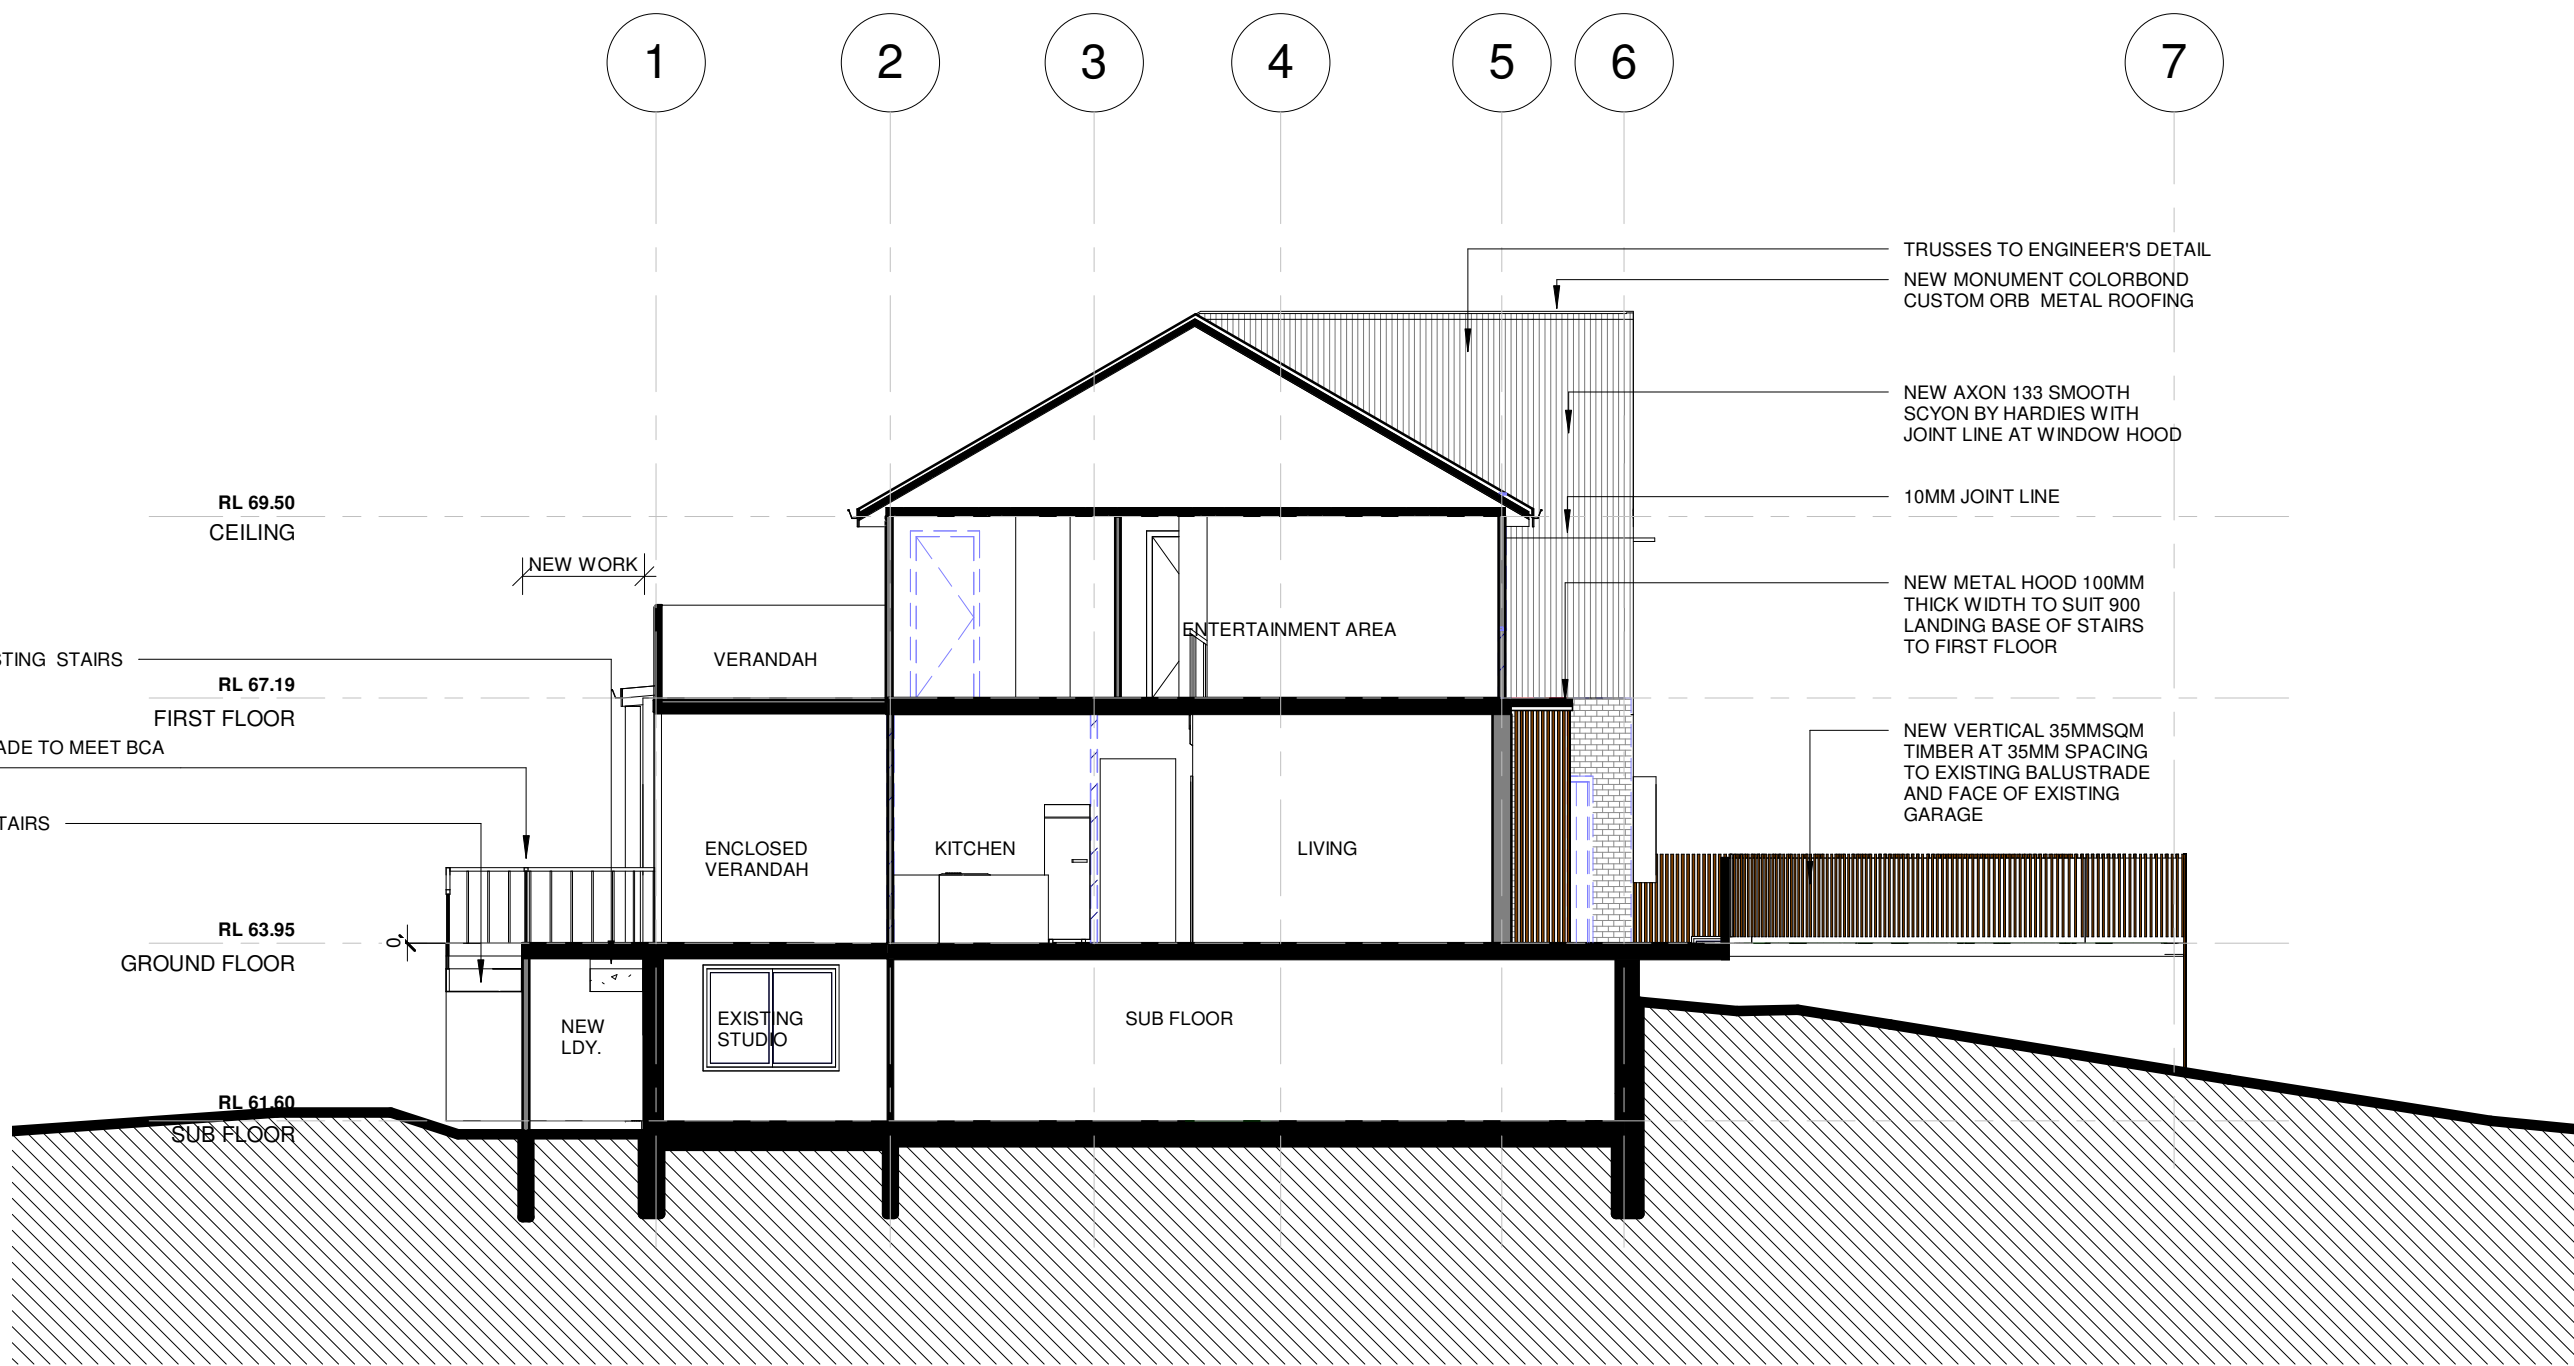 1
2
3
4
5
6
7
TRUSSES TO ENGINEER'S DETAIL
NEW MONUMENT COLORBOND
CUSTOM ORB METAL ROOFING
NEW AXON 133 SMOOTH
SCYON BY HARDIES WITH
JOINT LINE AT WINDOW HOOD
10MM JOINT LINE
NEW METAL HOOD 100MM
THICK WIDTH TO SUIT 900
LANDING BASE OF STAIRS
TO FIRST FLOOR
NEW VERTICAL 35MMSQM
TIMBER AT 35MM SPACING
TO EXISTING BALUSTRADE
AND FACE OF EXISTING
GARAGE
RL 69.50
CEILING
NEW WORK
STING STAIRS
RL 67.19
FIRST FLOOR
ADE TO MEET BCA
TAIRS
RL 63.95
GROUND FLOOR
0,
RL 61.60
SUB FLOOR
VERANDAH
ENTERTAINMENT AREA
ENCLOSED
VERANDAH
KITCHEN
LIVING
NEW
LDY.
EXISTING
STUDIO
SUB FLOOR